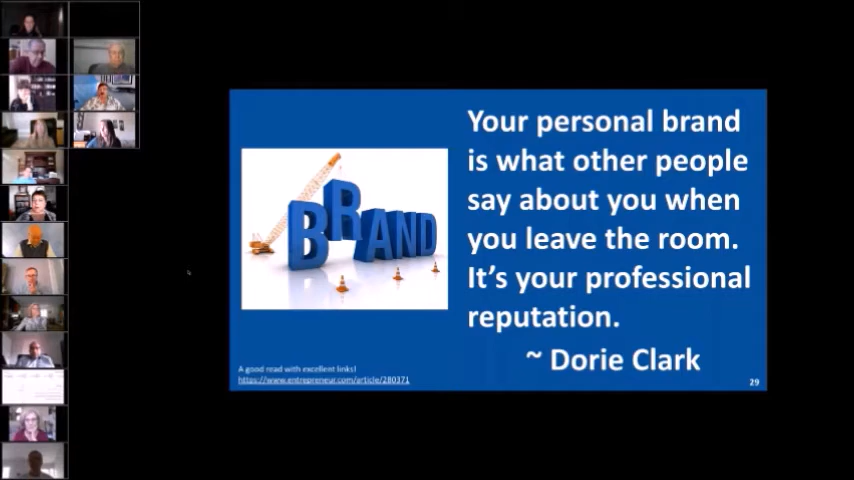 BRAND
Your personal brand
is what other people
say about you when
you leave the room.
It's your professional
reputation.
~ Dorie Clark
A good read with excellent links!
https://www.entrepreneur.com/article/280371
29